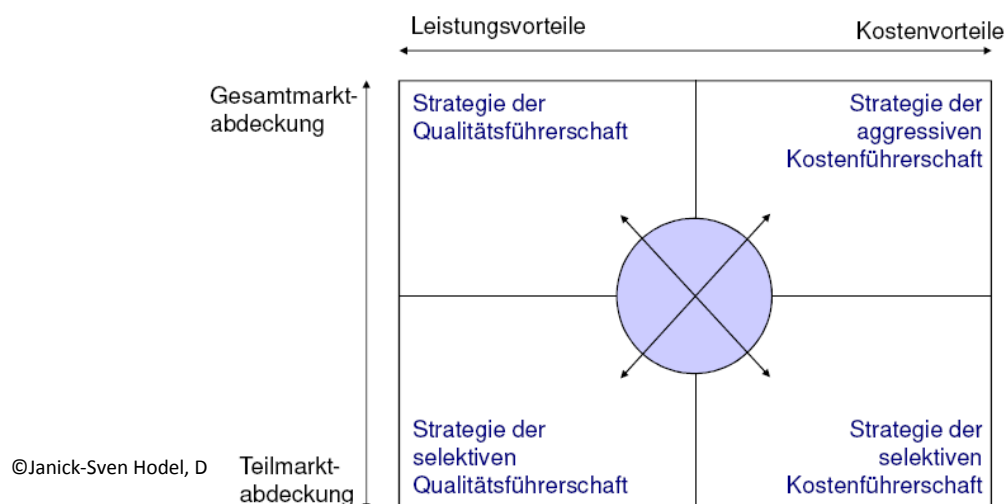 Leistungsvorteile
Kostenvorteile
Gesamtmarkt-
abdeckung
Strategie der
Qualitätsführerschaft
Strategie der
aggressiven
Kostenführerschaft
Strategie der
selektiven
Qualitätsführerschaft
Strategie der
selektiven
Kostenführerschaft
©Janick-Sven Hodel, D
Teilmarkt-
abdeckung